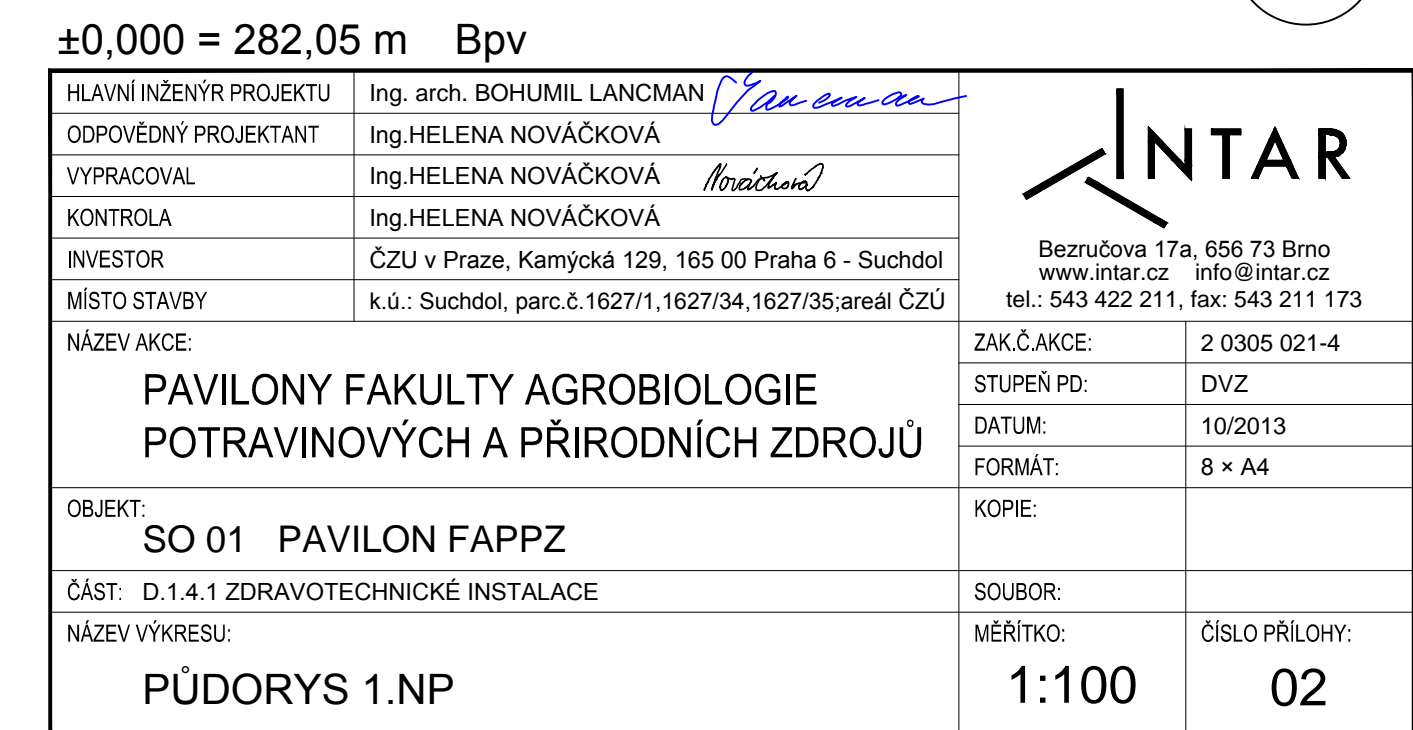 ±0,000 = 282,05 m Bpv
HLAVNÍ INŽENÝR PROJEKTU Ing. arch. BOHUMIL LANCMAN Lancman
ODPOVĚDNÝ PROJEKTANT Ing.HELENA NOVÁČKOVÁ
VYPRACOVAL Ing.HELENA NOVÁČKOVÁ Nováčková
KONTROLA Ing.HELENA NOVÁČKOVÁ
INVESTOR ČZU v Praze, Kamýcká 129, 165 00 Praha 6 - Suchdol
MÍSTO STAVBY k.ú.: Suchdol, parc.č.1627/1,1627/34,1627/35;areál ČZÚ
INTAR
Bezručova 17a, 656 73 Brno
www.intar.cz info@intar.cz
tel.: 543 422 211, fax: 543 211 173
NÁZEV AKCE:
PAVILONY FAKULTY AGROBIOLOGIE
POTRAVINOVÝCH A PŘIRODNÍCH ZDROJŮ
ZAK.Č.AKCE: 2 0305 021-4
STUPEŇ PD: DVZ
DATUM: 10/2013
FORMÁT: 8 × A4
OBJEKT:
SO 01 PAVILON FAPPZ
KOPIE:
ČÁST: D.1.4.1 ZDRAVOTECHNICKÉ INSTALACE
SOUBOR:
NÁZEV VÝKRESU:
PŮDORYS 1.NP
MĚŘÍTKO:
1:100
ČÍSLO PŘÍLOHY:
02